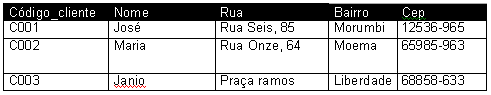 Código_cliente Nome Rua Bairro Cep
C001 José Rua Seis, 85 Morumbi 12536-965
C002 Maria Rua Onze, 64 Moema 65985-963
C003 Janio Praça ramos Liberdade 68858-633